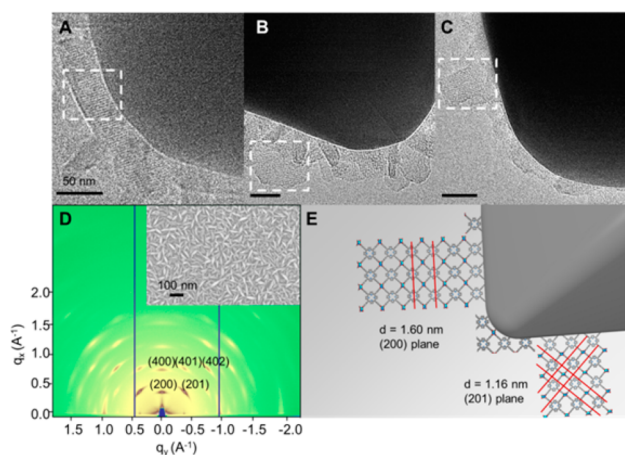 A
50 nm
B
C
D
100 nm
(400)(401)(402)
(200) (201)
2.0
1.5
1.0
0.5
0.0
qx (A-1)
1.5 1.0 0.5 0.0 -0.5 -1.0 -1.5 -2.0
qy (A-1)
E
d = 1.60 nm
(200) plane
d = 1.16 nm
(201) plane